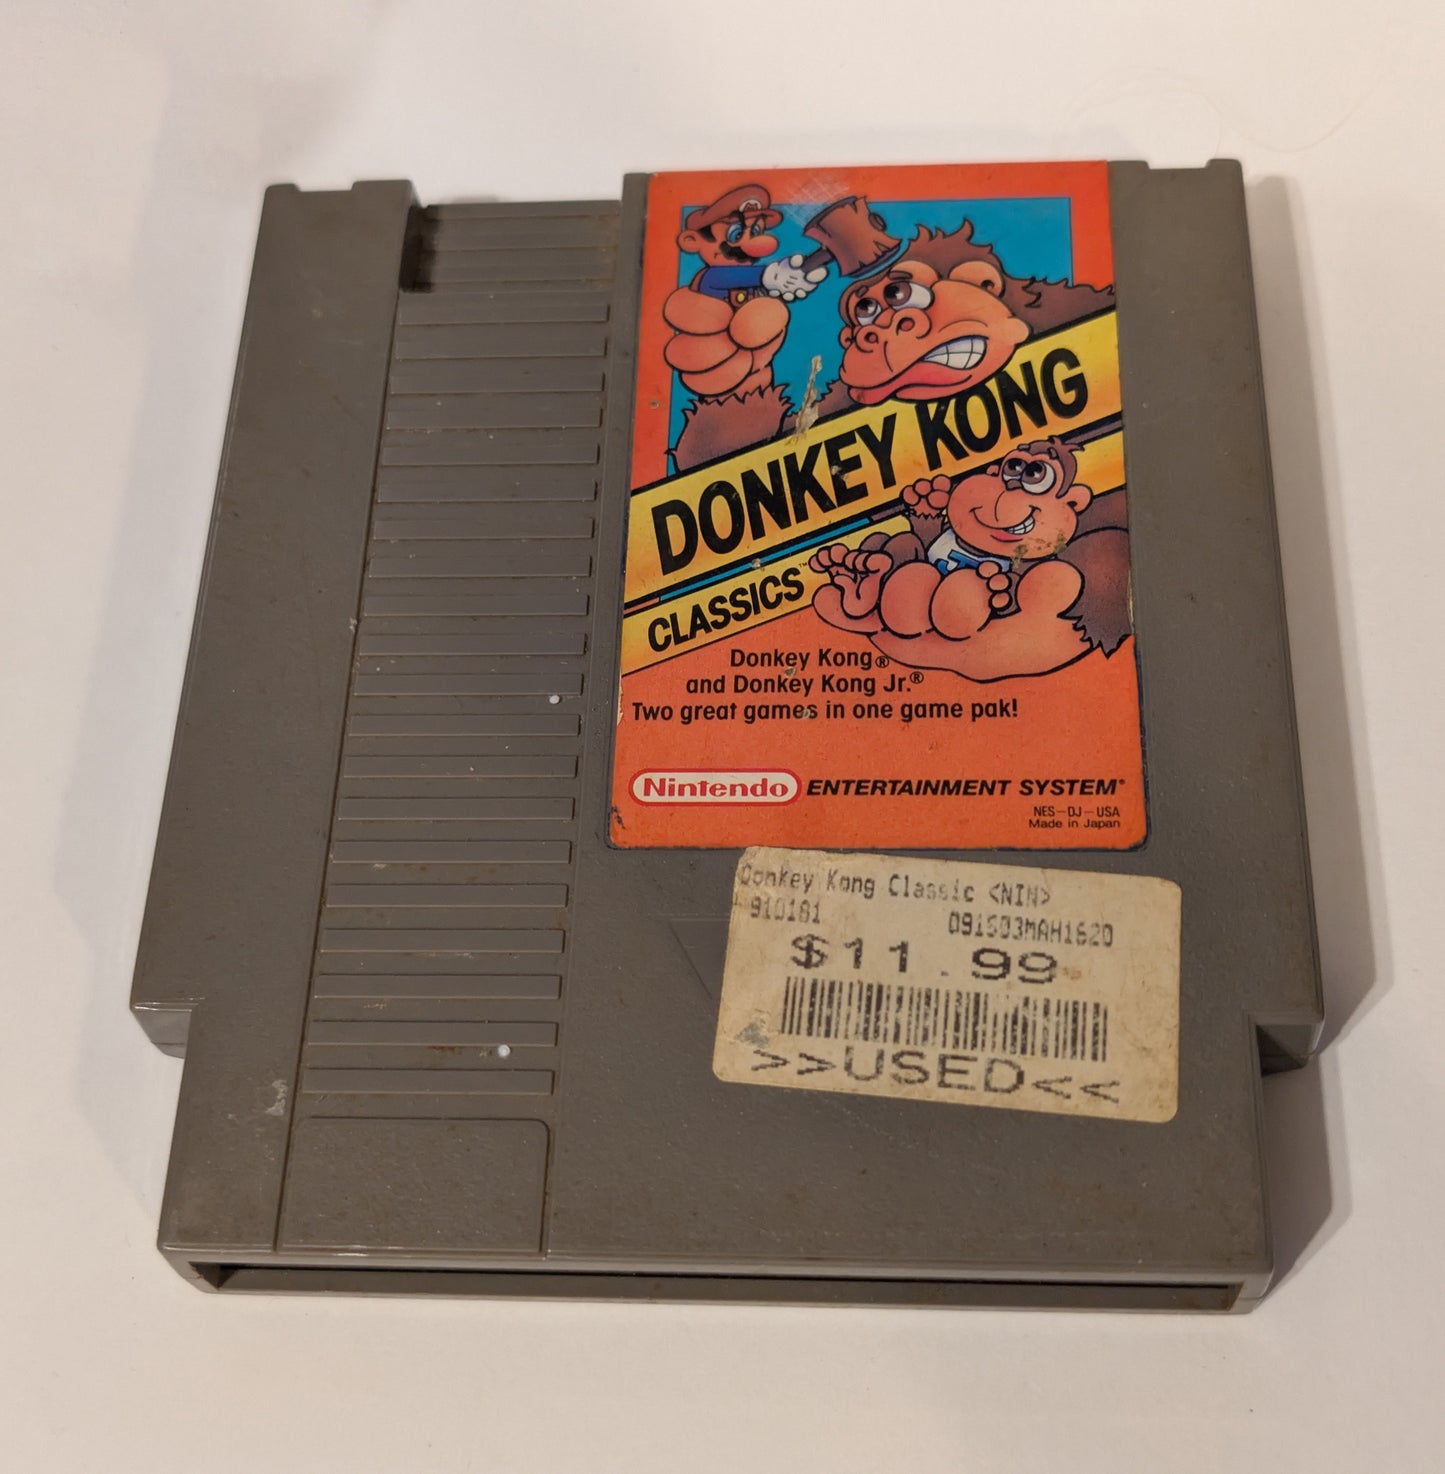 M
DONKEY KONG
J
CLASSICS™
Donkey Kong®
and Donkey Kong Jr.®
Two great games in one game pak!
Nintendo ENTERTAINMENT SYSTEM®
NES-DJ-USA
Made in Japan
Donkey Kong Classic <NIN>
910181 091503MAH1620
$11.99
>>USED<<